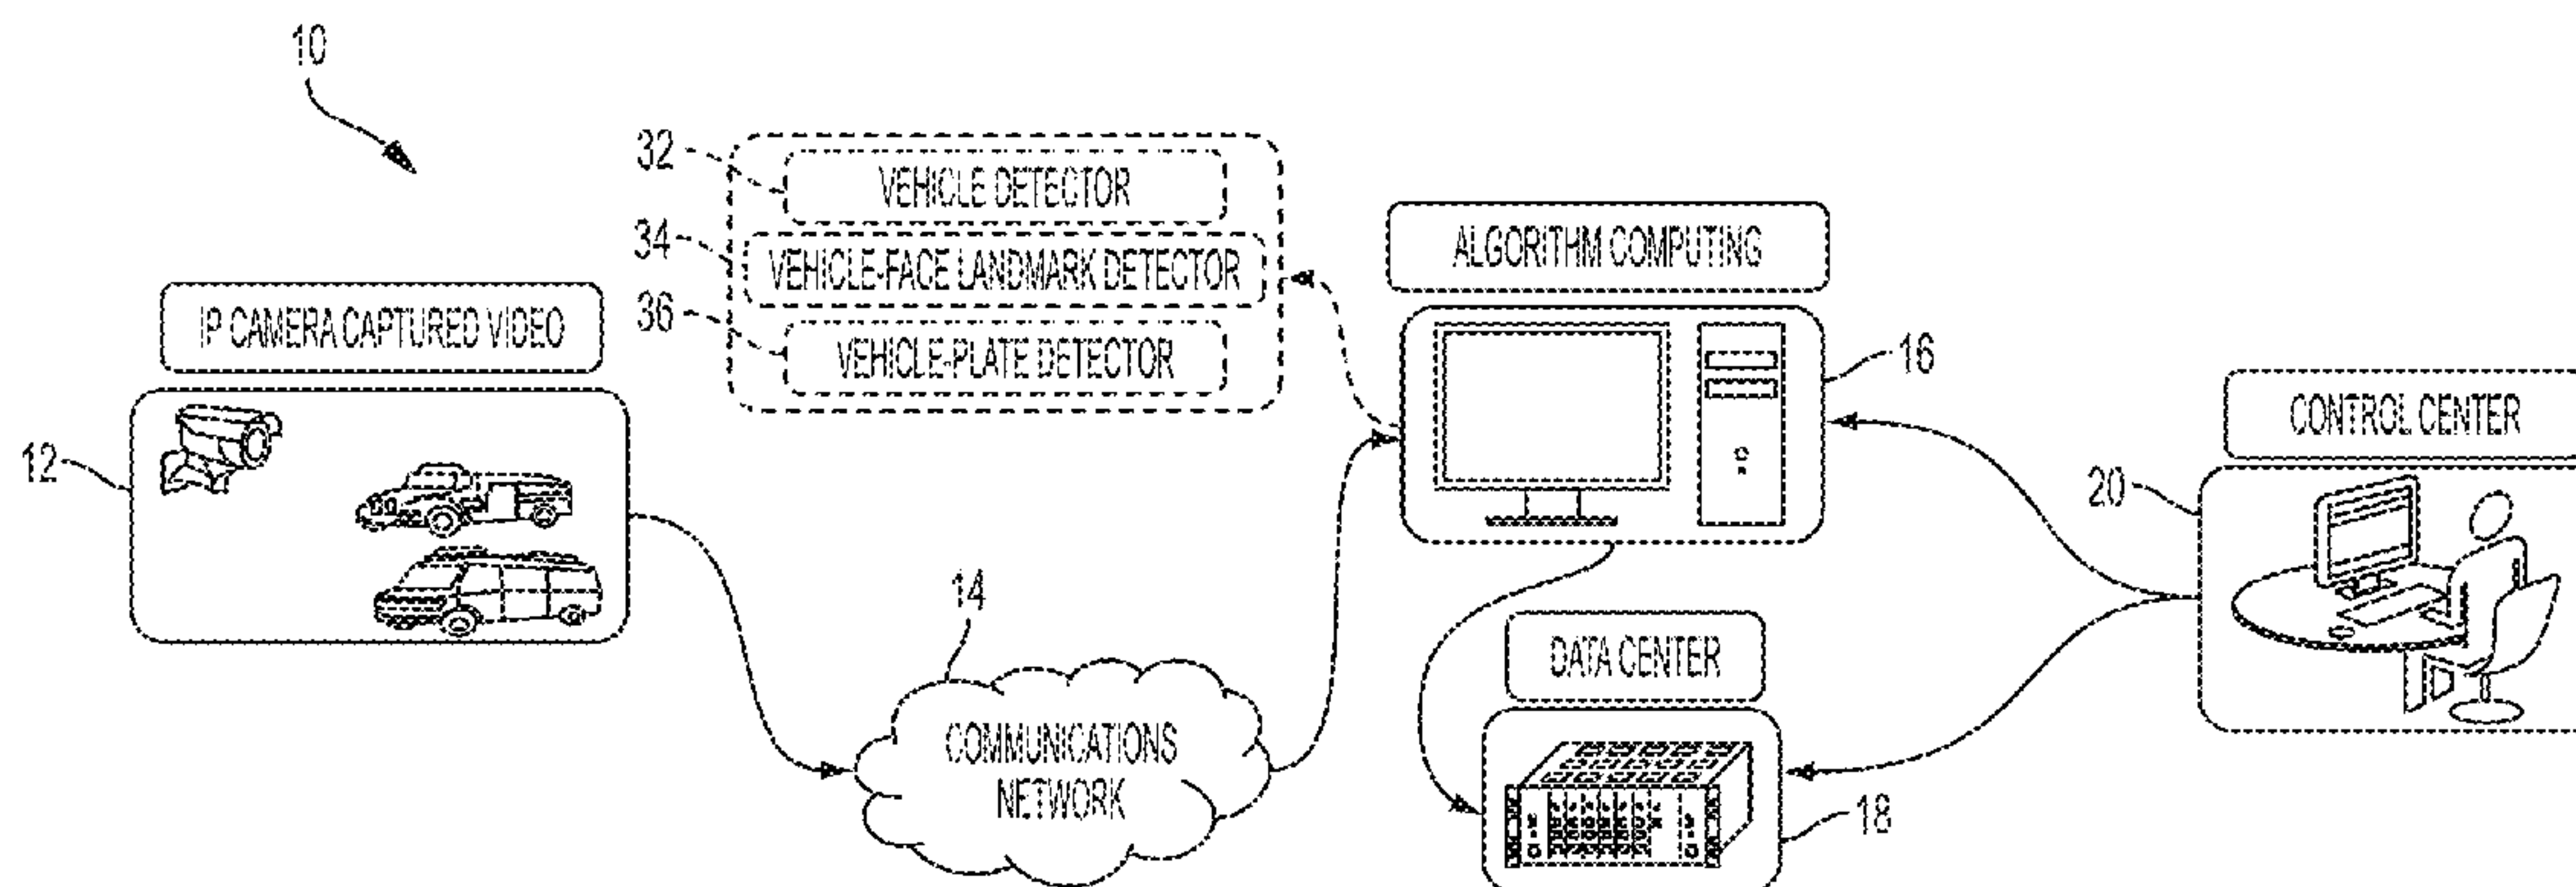 10
32
VEHICLE DETECTOR
34
VEHICLE-FACE LANDMARK DETECTOR
36
VEHICLE-PLATE DETECTOR
ALGORITHM COMPUTING
16
IP CAMERA CAPTURED VIDEO
12
CONTROL CENTER
20
14
COMMUNICATIONS
NETWORK
DATA CENTER
18